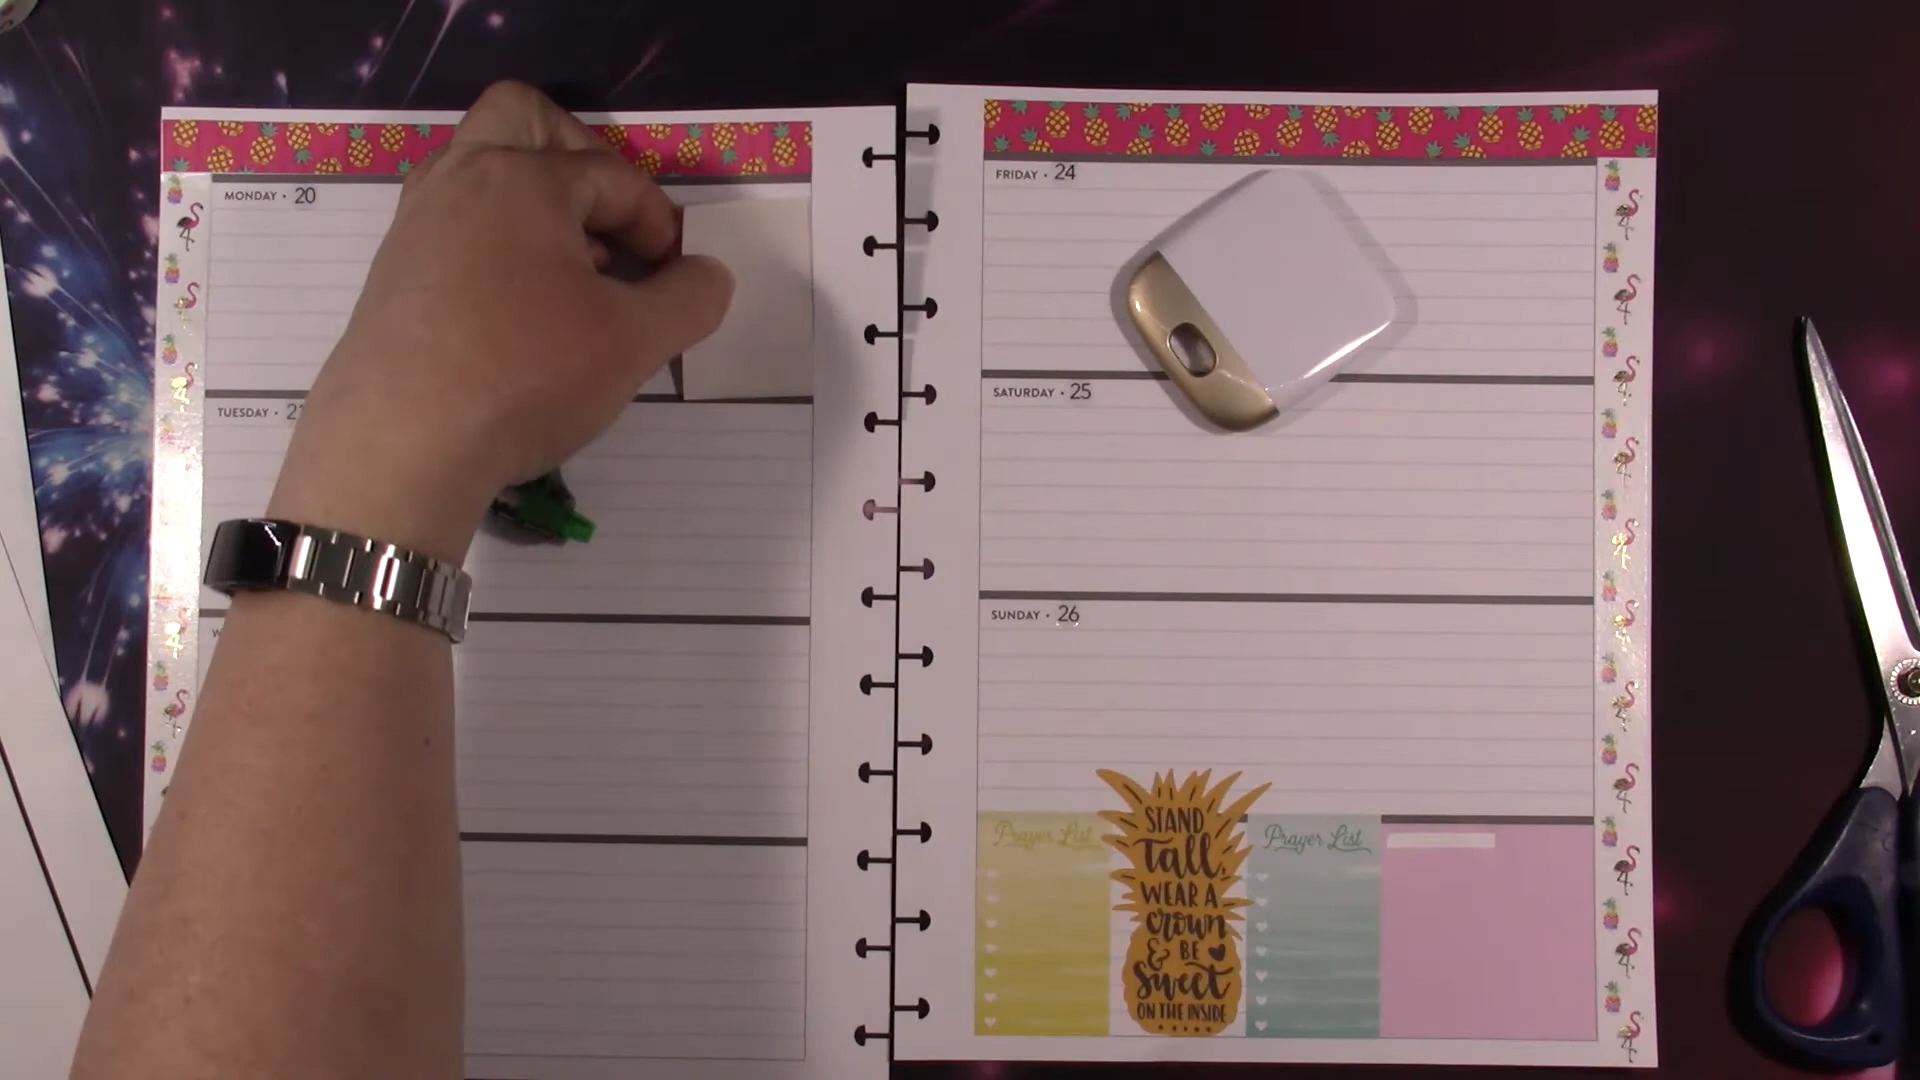 MONDAY · 20
TUESDAY · 2
W
FRIDAY · 24
SATURDAY · 25
SUNDAY · 26
Prayer List
STAND
Tall,
WEAR A
crown
& BE
Sweet
ON THE INSIDE
Prayer List